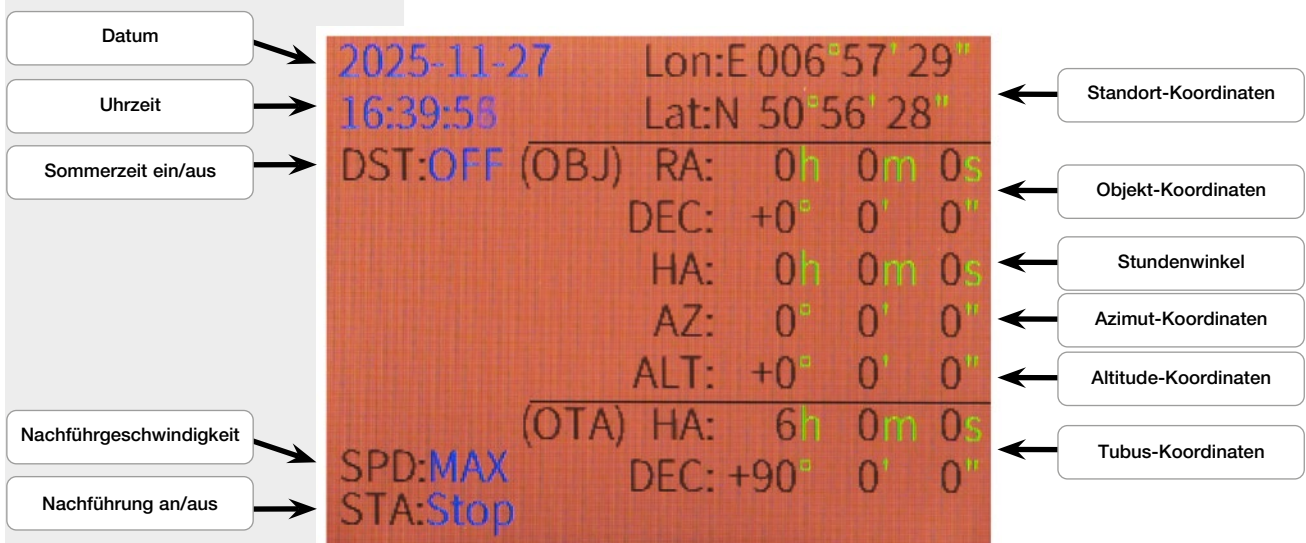 Datum
Uhrzeit
Sommerzeit ein/aus
Nachführgeschwindigkeit
Nachführung an/aus
2025-11-27 Lon:E 006°57'29"
16:39:58 Lat:N 50°56'28"
DST:OFF (OBJ) RA: 0h 0m 0s
DEC: +0° 0' 0"
HA: 0h 0m 0s
AZ: 0° 0' 0"
ALT: +0° 0' 0"
(OTA) HA: 6h 0m 0s
SPD:MAX DEC: +90° 0' 0"
STA:Stop
Standort-Koordinaten
Objekt-Koordinaten
Stundenwinkel
Azimut-Koordinaten
Altitude-Koordinaten
Tubus-Koordinaten